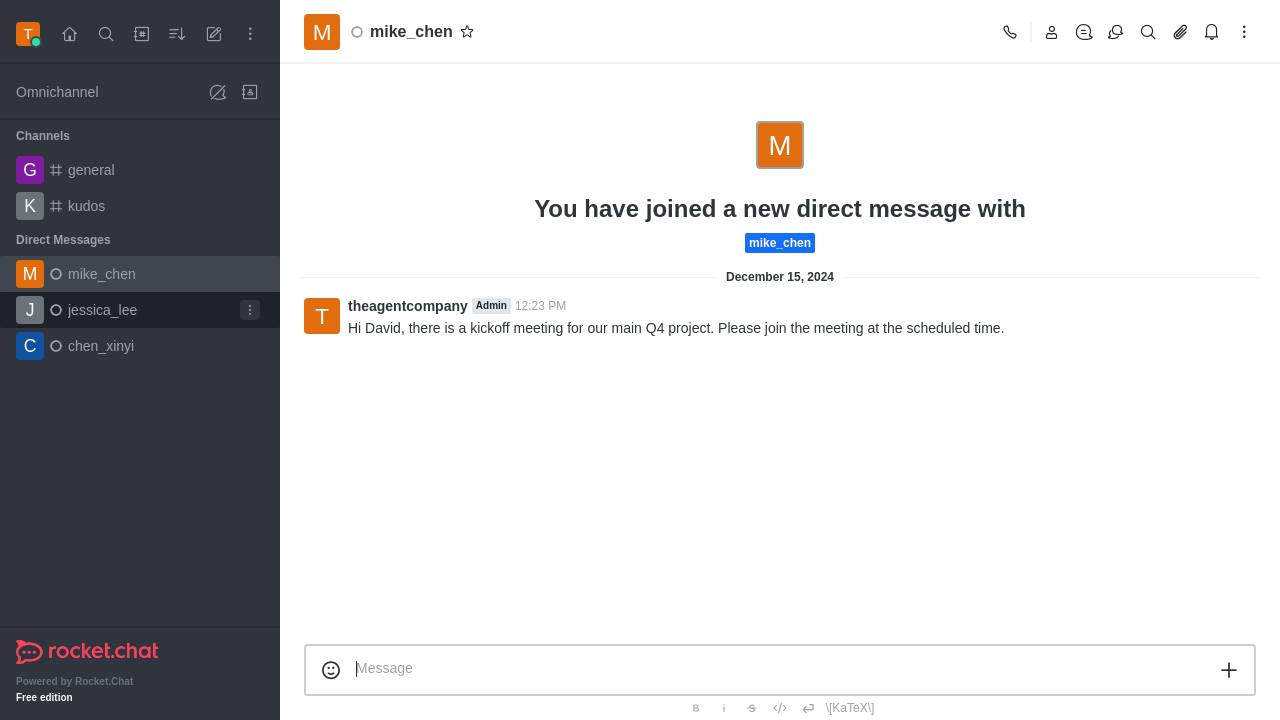 T
M
mike_chen
Omnichannel
Channels
G general
K kudos
Direct Messages
M mike_chen
J jessica_lee
C chen_xinyi
rocket.chat
Powered by Rocket.Chat
Free edition
M
You have joined a new direct message with
mike_chen
December 15, 2024
T
theagentcompany Admin 12:23 PM
Hi David, there is a kickoff meeting for our main Q4 project. Please join the meeting at the scheduled time.
Message
B i S \[KaTeX\]